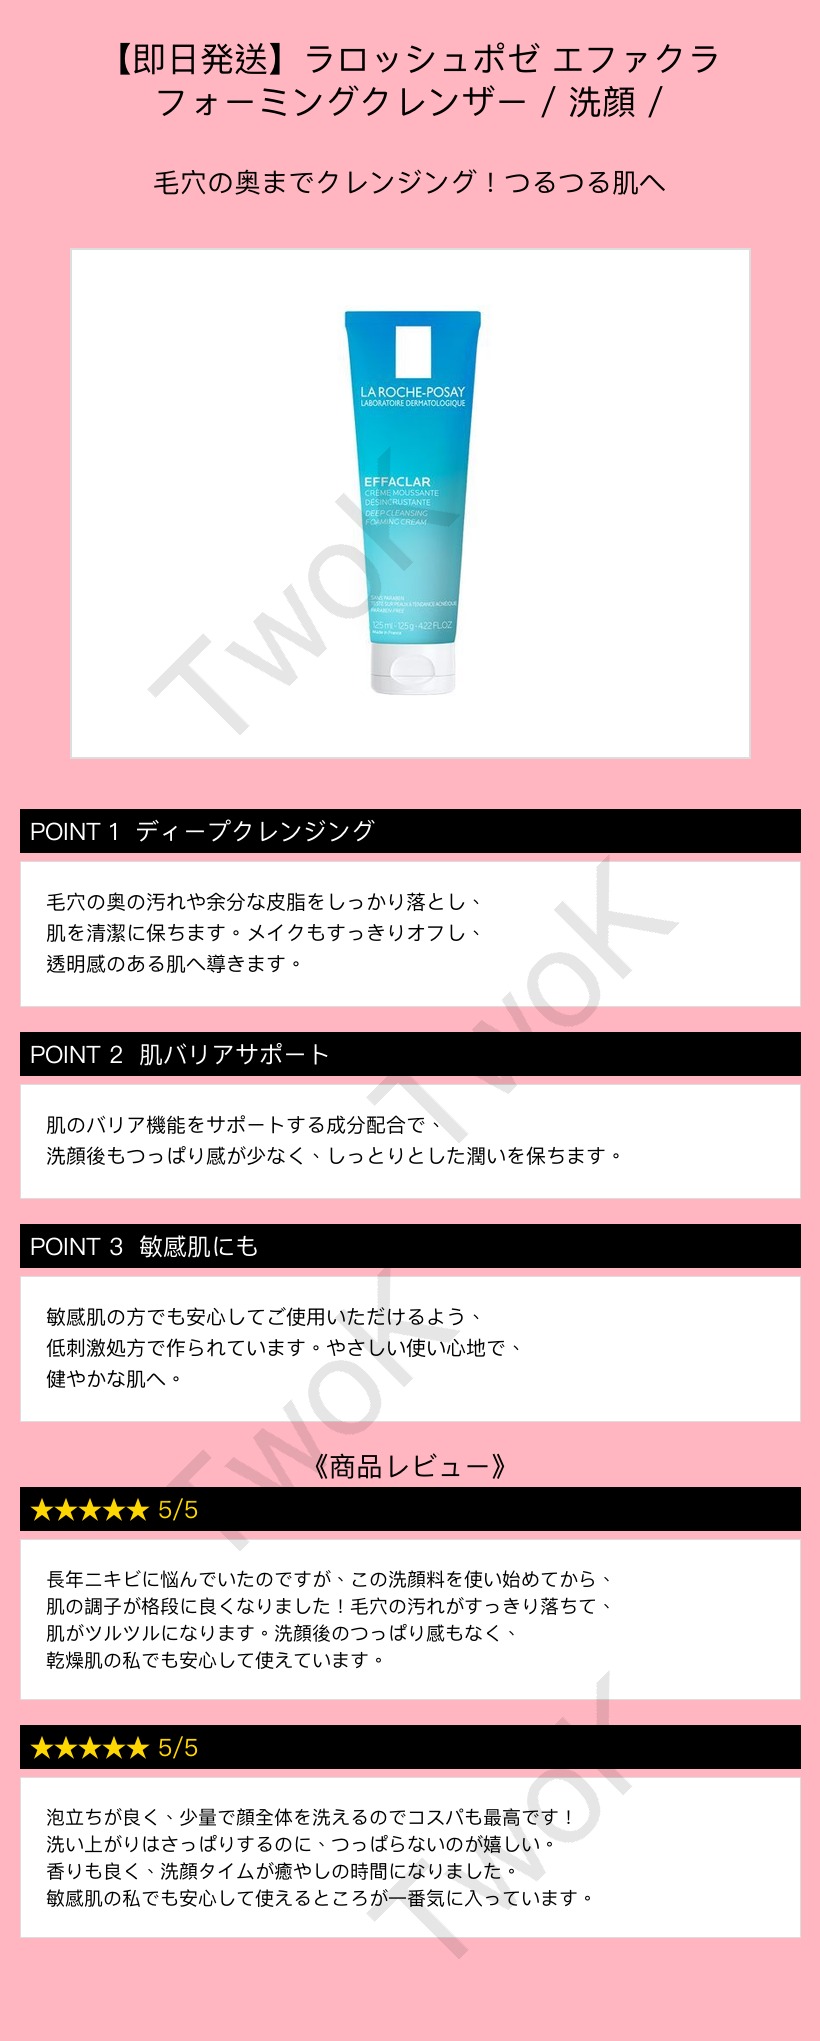 【即日発送】ラロッシュポゼ エファクラ
フォーミングクレンザー / 洗顔 /
毛穴の奥までクレンジング！つるつる肌へ
LA ROCHE-POSAY
LABORATOIRE DERMATOLOGIQUE
EFFACLAR
CRÈME MOUSSANTE
DÉSINCRUSTANTE
DEEP CLEANSING
FOAMING CREAM
SANS PARABEN
PARABEN FREE
125 ml - 125 g - 4.22 FL.OZ.
Made in France
TwoK
POINT 1 ディープクレンジング
毛穴の奥の汚れや余分な皮脂をしっかり落とし、
肌を清潔に保ちます。メイクもすっきりオフし、
透明感のある肌へ導きます。
TwoK
POINT 2 肌バリアサポート
肌のバリア機能をサポートする成分配合で、
洗顔後もつっぱり感が少なく、しっとりとした潤いを保ちます。
POINT 3 敏感肌にも
敏感肌の方でも安心してご使用いただけるよう、
低刺激処方で作られています。やさしい使い心地で、
健やかな肌へ。
TwoK
《商品レビュー》
★★★★★ 5/5
長年ニキビに悩んでいたのですが、この洗顔料を使い始めてから、
肌の調子が格段に良くなりました！毛穴の汚れがすっきり落ちて、
肌がツルツルになります。洗顔後のつっぱり感もなく、
乾燥肌の私でも安心して使えています。
★★★★★ 5/5
泡立ちが良く、少量で顔全体を洗えるのでコスパも最高です！
洗い上がりはさっぱりするのに、つっぱらないのが嬉しい。
香りも良く、洗顔タイムが癒やしの時間になりました。
敏感肌の私でも安心して使えるところが一番気に入っています。
TwoK